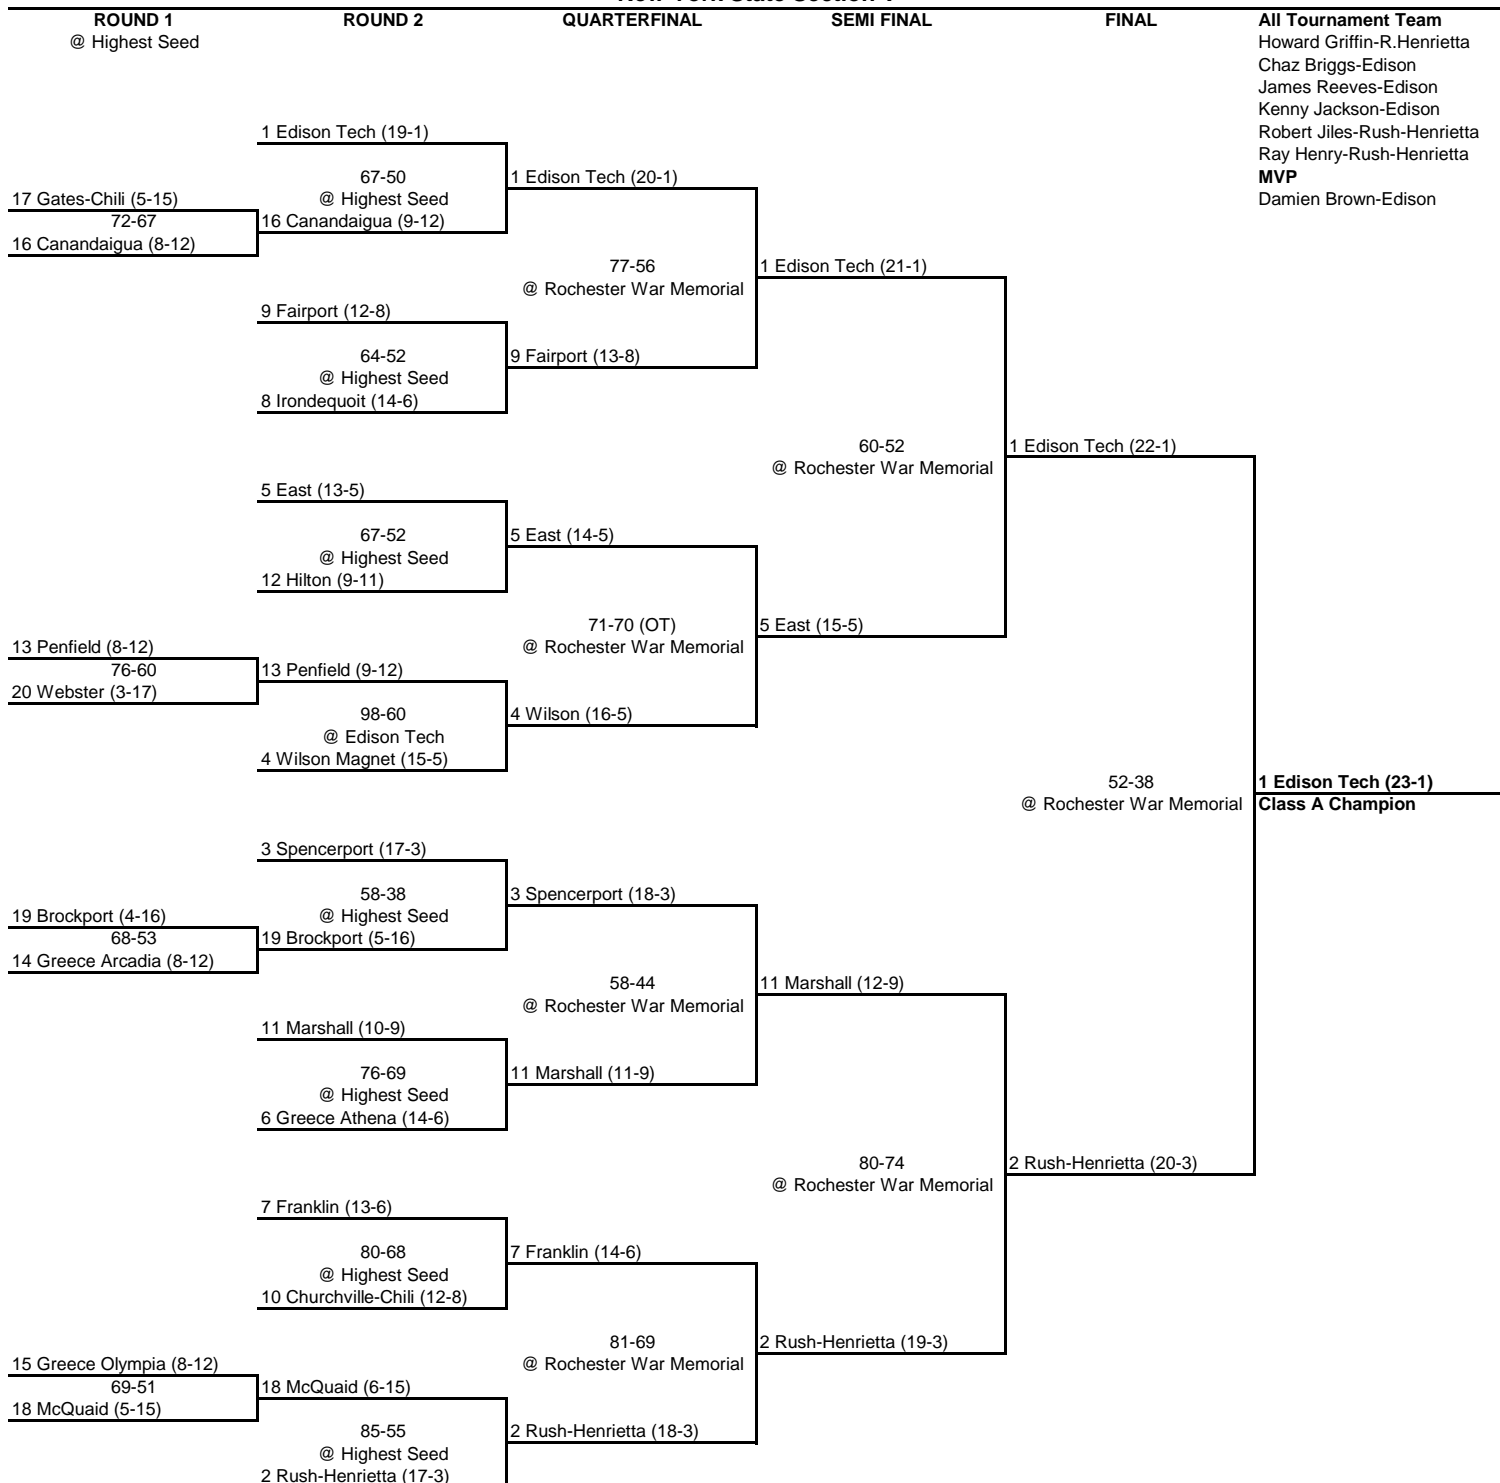 ROUND 1 ROUND 2 QUARTERFINAL SEMI FINAL FINAL All Tournament Team
@ Highest Seed Howard Griffin-R.Henrietta
Chaz Briggs-Edison
James Reeves-Edison
Kenny Jackson-Edison
1 Edison Tech (19-1) Robert Jiles-Rush-Henrietta
Ray Henry-Rush-Henrietta
67-50 1 Edison Tech (20-1) MVP
17 Gates-Chili (5-15) @ Highest Seed Damien Brown-Edison
72-67 16 Canandaigua (9-12)
16 Canandaigua (8-12)
77-56 1 Edison Tech (21-1)
@ Rochester War Memorial
9 Fairport (12-8)
64-52 9 Fairport (13-8)
@ Highest Seed
8 Irondequoit (14-6)
60-52 1 Edison Tech (22-1)
@ Rochester War Memorial
5 East (13-5)
67-52 5 East (14-5)
@ Highest Seed
12 Hilton (9-11)
71-70 (OT) 5 East (15-5)
13 Penfield (8-12) @ Rochester War Memorial
76-60 13 Penfield (9-12)
20 Webster (3-17)
98-60 4 Wilson (16-5)
@ Edison Tech
4 Wilson Magnet (15-5)
52-38 1 Edison Tech (23-1)
@ Rochester War Memorial Class A Champion
3 Spencerport (17-3)
58-38 3 Spencerport (18-3)
19 Brockport (4-16) @ Highest Seed
68-53 19 Brockport (5-16)
14 Greece Arcadia (8-12)
58-44 11 Marshall (12-9)
@ Rochester War Memorial
11 Marshall (10-9)
76-69 11 Marshall (11-9)
@ Highest Seed
6 Greece Athena (14-6)
80-74 2 Rush-Henrietta (20-3)
@ Rochester War Memorial
7 Franklin (13-6)
80-68 7 Franklin (14-6)
@ Highest Seed
10 Churchville-Chili (12-8)
81-69 2 Rush-Henrietta (19-3)
15 Greece Olympia (8-12) @ Rochester War Memorial
69-51 18 McQuaid (6-15)
18 McQuaid (5-15)
85-55 2 Rush-Henrietta (18-3)
@ Highest Seed
2 Rush-Henrietta (17-3)